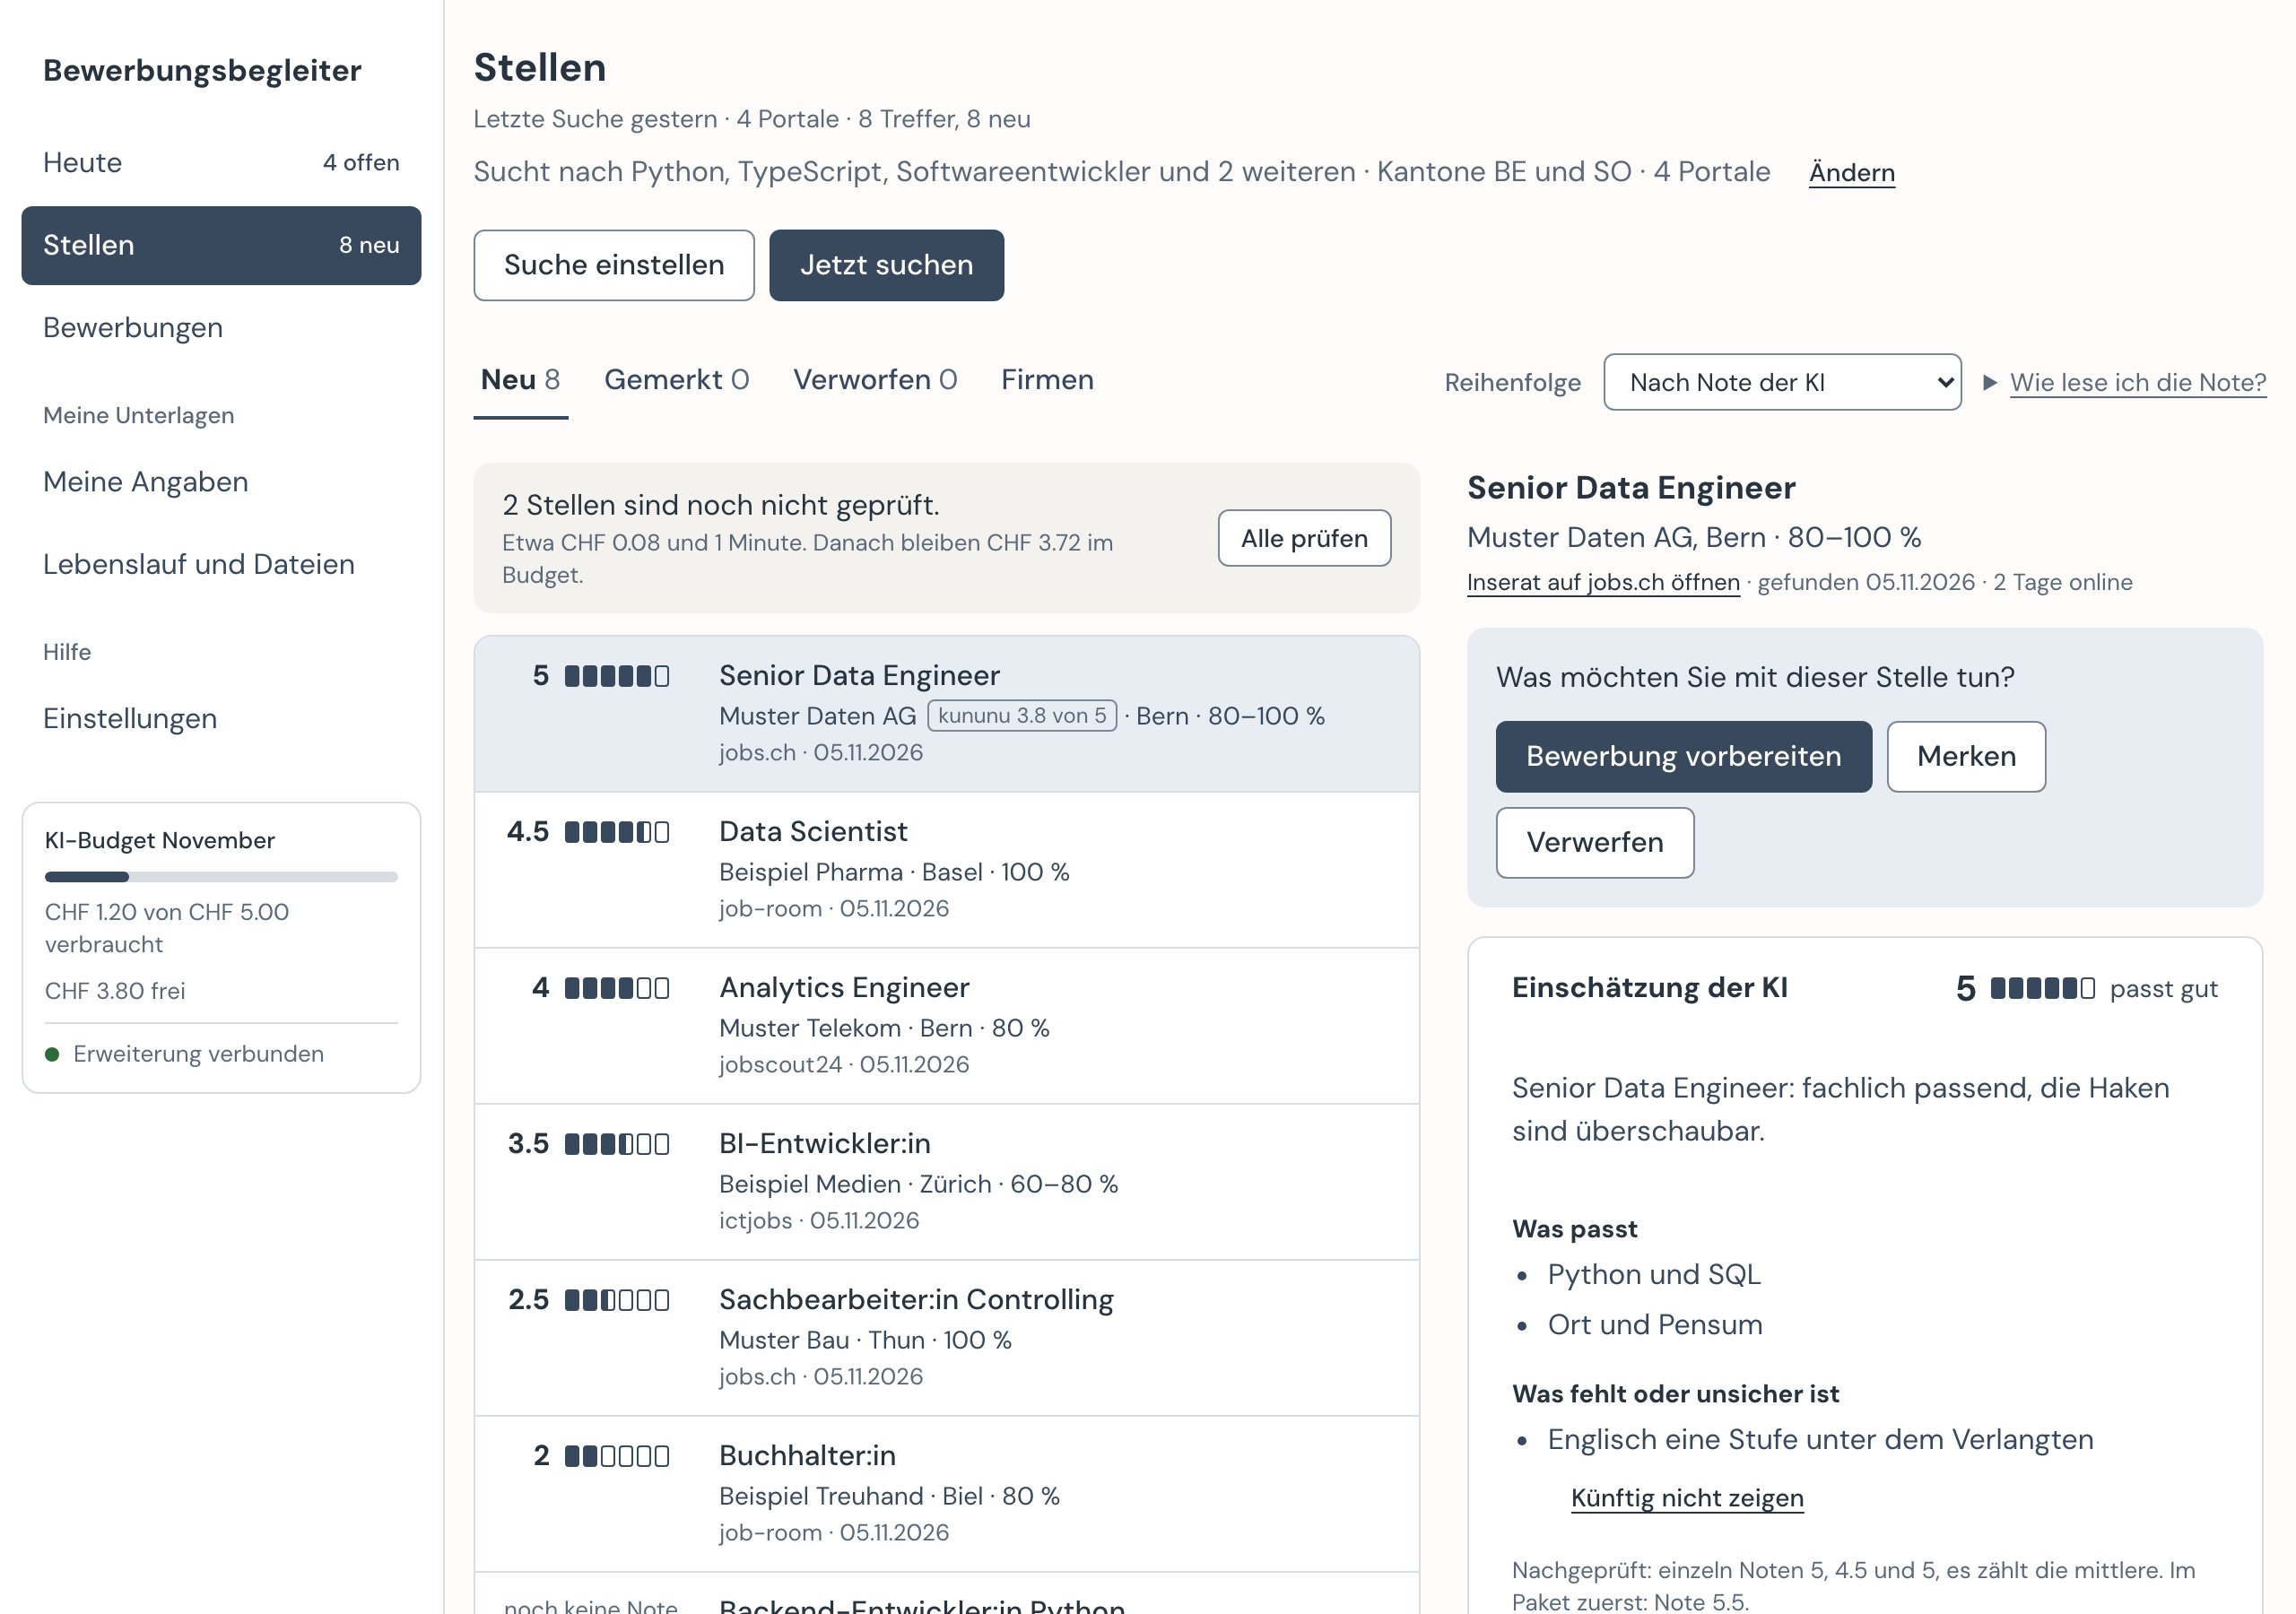 Bewerbungsbegleiter
Heute 4 offen
Stellen 8 neu
Bewerbungen
Meine Unterlagen
Meine Angaben
Lebenslauf und Dateien
Hilfe
Einstellungen
KI-Budget November
CHF 1.20 von CHF 5.00
verbraucht
CHF 3.80 frei
Erweiterung verbunden
Stellen
Letzte Suche gestern · 4 Portale · 8 Treffer, 8 neu
Sucht nach Python, TypeScript, Softwareentwickler und 2 weiteren · Kantone BE und SO · 4 Portale Ändern
Suche einstellen Jetzt suchen
Neu 8 Gemerkt 0 Verworfen 0 Firmen
Reihenfolge Nach Note der KI Wie lese ich die Note?
2 Stellen sind noch nicht geprüft.
Etwa CHF 0.08 und 1 Minute. Danach bleiben CHF 3.72 im
Budget.
Alle prüfen
5 Senior Data Engineer
Muster Daten AG kununu 3.8 von 5 · Bern · 80–100 %
jobs.ch · 05.11.2026
4.5 Data Scientist
Beispiel Pharma · Basel · 100 %
job-room · 05.11.2026
4 Analytics Engineer
Muster Telekom · Bern · 80 %
jobscout24 · 05.11.2026
3.5 BI-Entwickler:in
Beispiel Medien · Zürich · 60–80 %
ictjobs · 05.11.2026
2.5 Sachbearbeiter:in Controlling
Muster Bau · Thun · 100 %
jobs.ch · 05.11.2026
2 Buchhalter:in
Beispiel Treuhand · Biel · 80 %
job-room · 05.11.2026
noch keine Note Backend-Entwickler:in Python
Senior Data Engineer
Muster Daten AG, Bern · 80–100 %
Inserat auf jobs.ch öffnen · gefunden 05.11.2026 · 2 Tage online
Was möchten Sie mit dieser Stelle tun?
Bewerbung vorbereiten Merken
Verwerfen
Einschätzung der KI 5 passt gut
Senior Data Engineer: fachlich passend, die Haken
sind überschaubar.
Was passt
• Python und SQL
• Ort und Pensum
Was fehlt oder unsicher ist
• Englisch eine Stufe unter dem Verlangten
Künftig nicht zeigen
Nachgeprüft: einzeln Noten 5, 4.5 und 5, es zählt die mittlere. Im
Paket zuerst: Note 5.5.